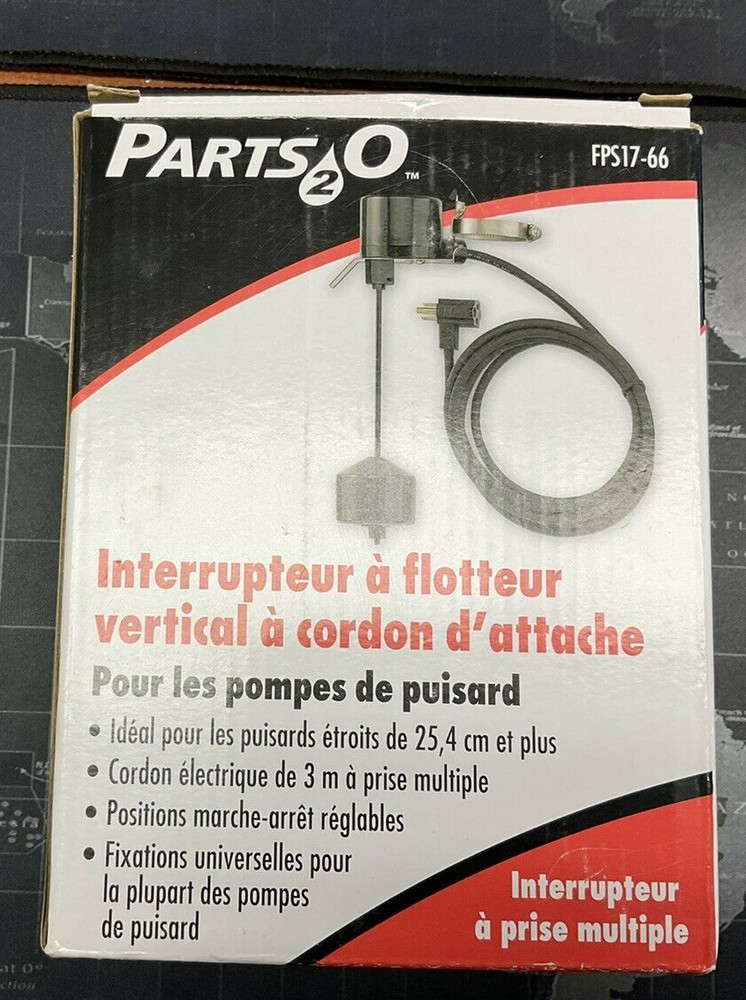 PARTS2O™
FPS17-66
Interrupteur à flotteur
vertical à cordon d'attache
Pour les pompes de puisard
• Idéal pour les puisards étroits de 25,4 cm et plus
• Cordon électrique de 3 m à prise multiple
• Positions marche-arrêt réglables
• Fixations universelles pour
la plupart des pompes
de puisard
Interrupteur
à prise multiple